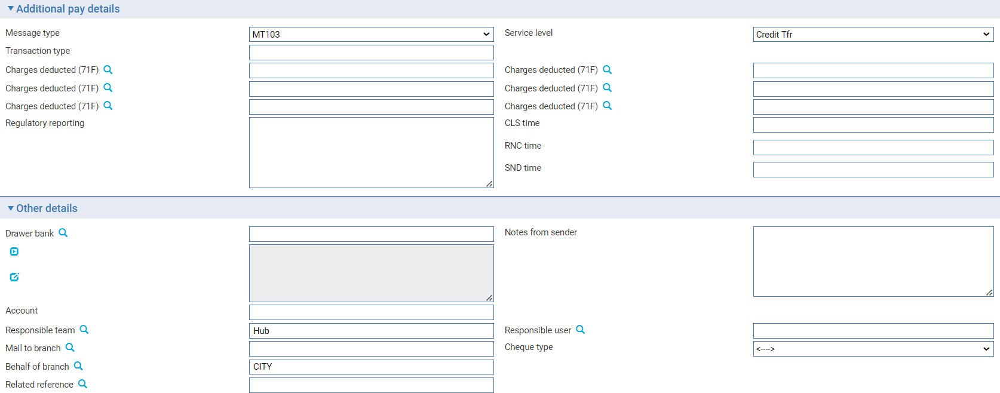 Additional pay details
Message type MT103 Service level Credit Tfr
Transaction type
Charges deducted (71F) Charges deducted (71F)
Charges deducted (71F) Charges deducted (71F)
Charges deducted (71F) Charges deducted (71F)
Regulatory reporting CLS time
RNC time
SND time
Other details
Drawer bank Notes from sender
Account
Responsible team Hub Responsible user
Mail to branch Cheque type <---->
Behalf of branch CITY
Related reference